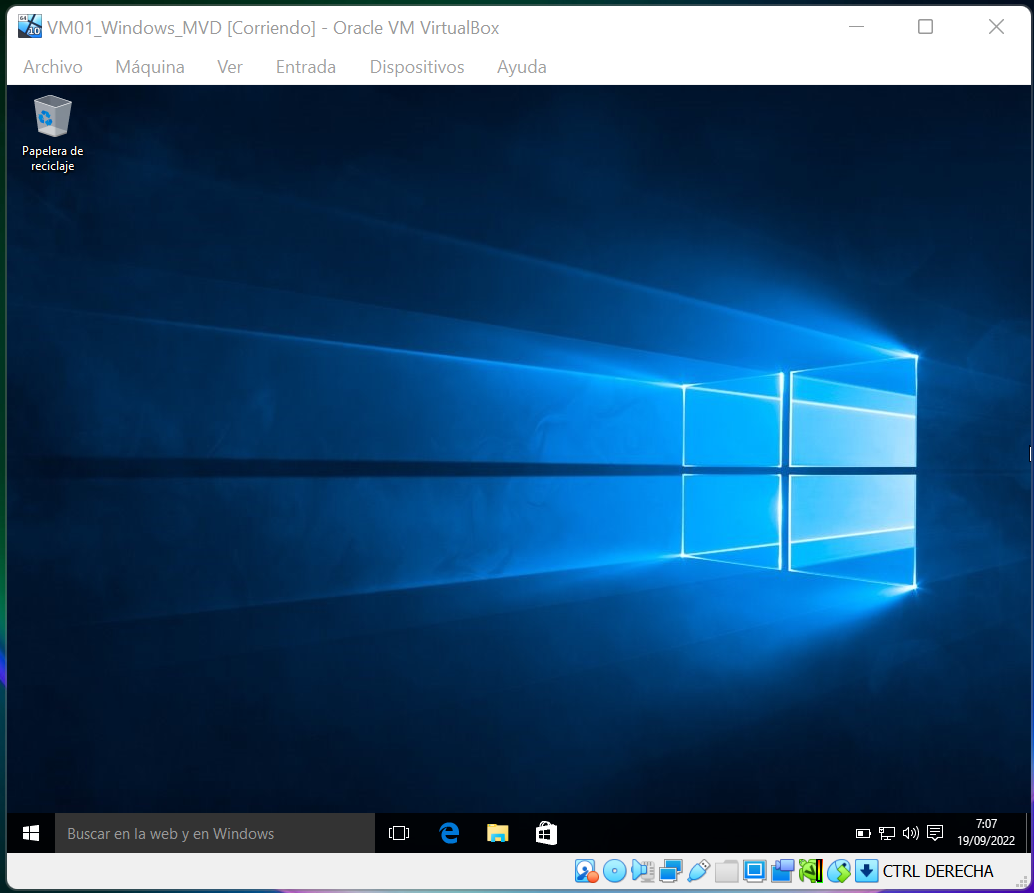 VM01_Windows_MVD [Corriendo] - Oracle VM VirtualBox
Archivo Máquina Ver Entrada Dispositivos Ayuda
Papelera de
reciclaje
Buscar en la web y en Windows
7:07
19/09/2022
CTRL DERECHA